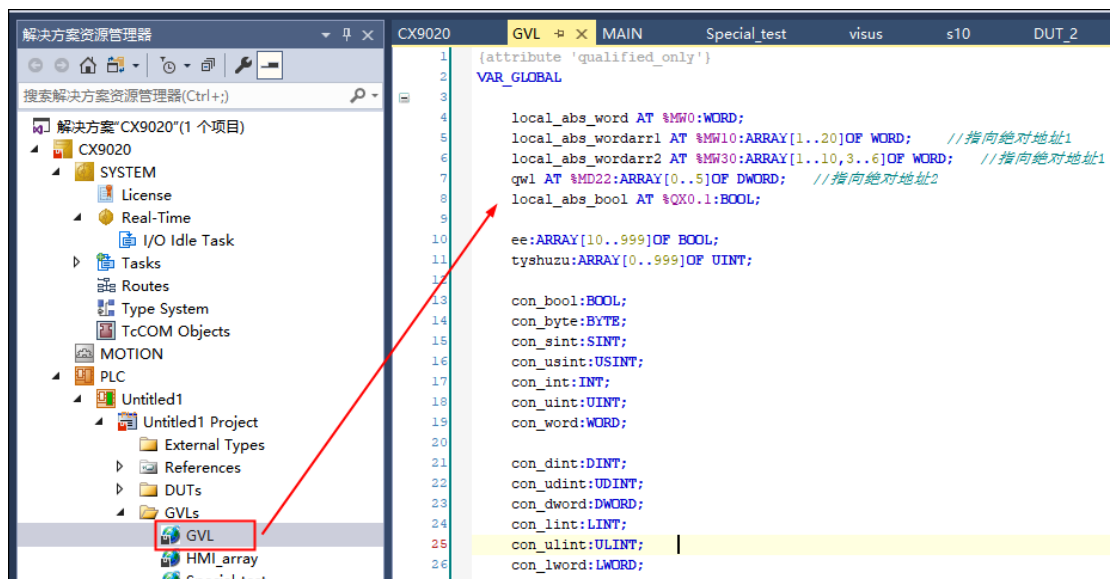 解决方案资源管理器
搜索解决方案资源管理器(Ctrl+;)
解决方案"CX9020"(1 个项目)
CX9020
SYSTEM
License
Real-Time
I/O Idle Task
Tasks
Routes
Type System
TcCOM Objects
MOTION
PLC
Untitled1
Untitled1 Project
External Types
References
DUTs
GVLs
GVL
HMI_array
Special test
CX9020 GVL MAIN Special_test visus s10 DUT_2
1 {attribute 'qualified_only'}
2 VAR_GLOBAL
3
4 local_abs_word AT %MW0:WORD;
5 local_abs_wordarr1 AT %MW10:ARRAY[1..20]OF WORD; //指向绝对地址1
6 local_abs_wordarr2 AT %MW30:ARRAY[1..10,3..6]OF WORD; //指向绝对地址1
7 qw1 AT %MD22:ARRAY[0..5]OF DWORD; //指向绝对地址2
8 local_abs_bool AT %QX0.1:BOOL;
9
10 ee:ARRAY[10..999]OF BOOL;
11 tyshuzu:ARRAY[0..999]OF UINT;
12
13 con_bool:BOOL;
14 con_byte:BYTE;
15 con_sint:SINT;
16 con_usint:USINT;
17 con_int:INT;
18 con_uint:UINT;
19 con_word:WORD;
20
21 con_dint:DINT;
22 con_udint:UDINT;
23 con_dword:DWORD;
24 con_lint:LINT;
25 con_ulint:ULINT;
26 con_lword:LWORD;